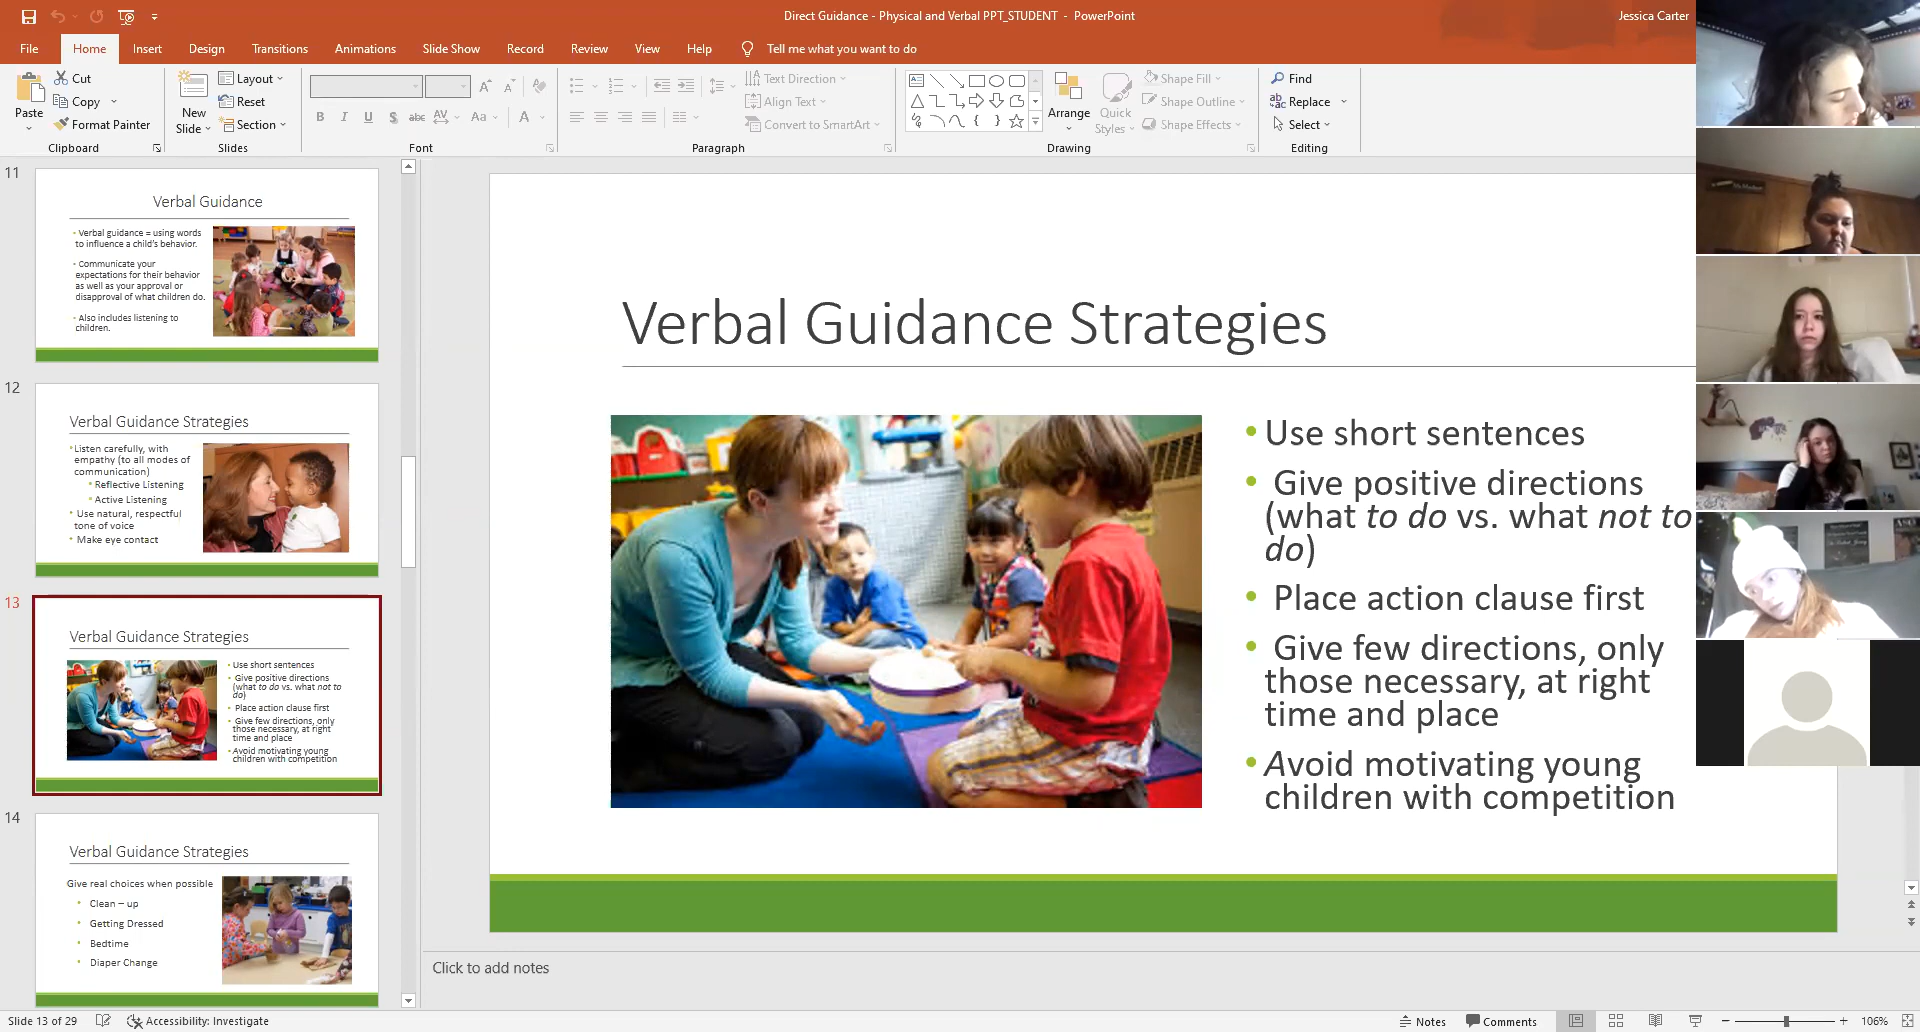 Direct Guidance - Physical and Verbal PPT_STUDENT - PowerPoint
Jessica Carter
File Home Insert Design Transitions Animations Slide Show Record Review View Help Tell me what you want to do
Paste
Cut
Copy
Format Painter
Clipboard
New
Slide
Layout
Reset
Section
Slides
B I U S abc AV Aa A
Font
Text Direction
Align Text
Convert to SmartArt
Paragraph
Arrange
Quick
Styles
Shape Fill
Shape Outline
Shape Effects
Drawing
Find
Replace
Select
Editing
11
Verbal Guidance
• Verbal guidance = using words
to influence a child's behavior.
• Communicate your
expectations for their behavior
as well as your approval or
disapproval of what children do.
• Also includes listening to
children.
12
Verbal Guidance Strategies
• Listen carefully, with
empathy (to all modes of
communication)
• Reflective Listening
• Active Listening
• Use natural, respectful
tone of voice
• Make eye contact
13
Verbal Guidance Strategies
• Use short sentences
• Give positive directions
(what to do vs. what not to
do)
• Place action clause first
• Give few directions, only
those necessary, at right
time and place
• Avoid motivating young
children with competition
14
Verbal Guidance Strategies
Give real choices when possible
• Clean – up
• Getting Dressed
• Bedtime
• Diaper Change
Verbal Guidance Strategies
• Use short sentences
• Give positive directions
(what to do vs. what not to
do)
• Place action clause first
• Give few directions, only
those necessary, at right
time and place
• Avoid motivating young
children with competition
Click to add notes
Slide 13 of 29
Accessibility: Investigate
Notes
Comments
106%